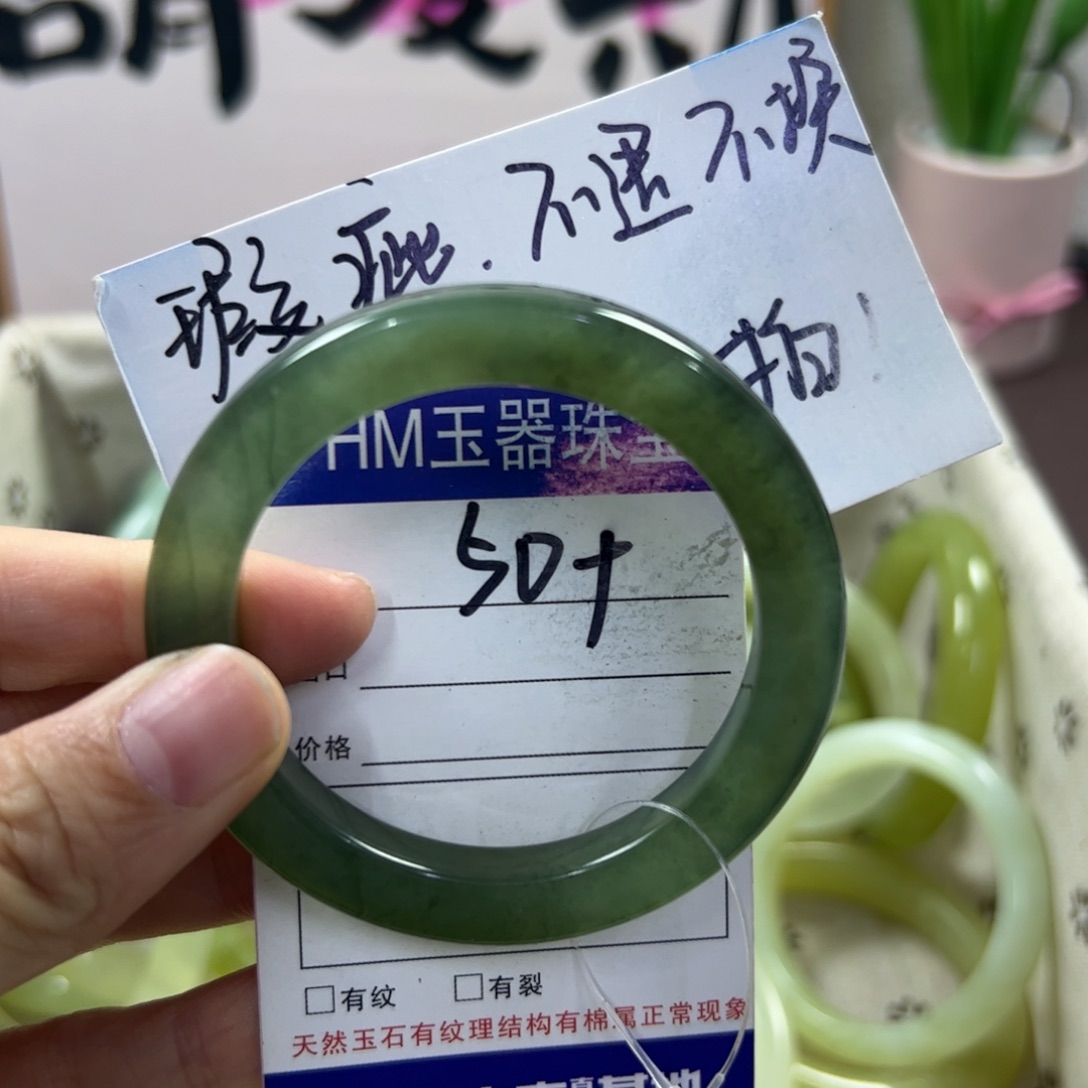 瑕疵.不退不换
拍!
HM玉器珠宝
50+
价格
□有纹 □有裂
天然玉石有纹理结构有棉属正常现象